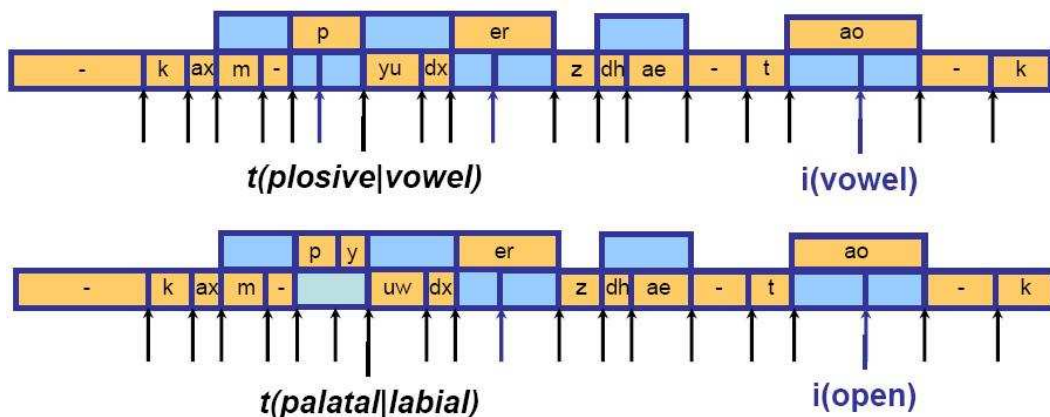 p er ao
- k ax m - yu dx z dh ae - t - k
t(plosive|vowel) i(vowel)
p y er ao
- k ax m - uw dx z dh ae - t - k
t(palatal|labial) i(open)